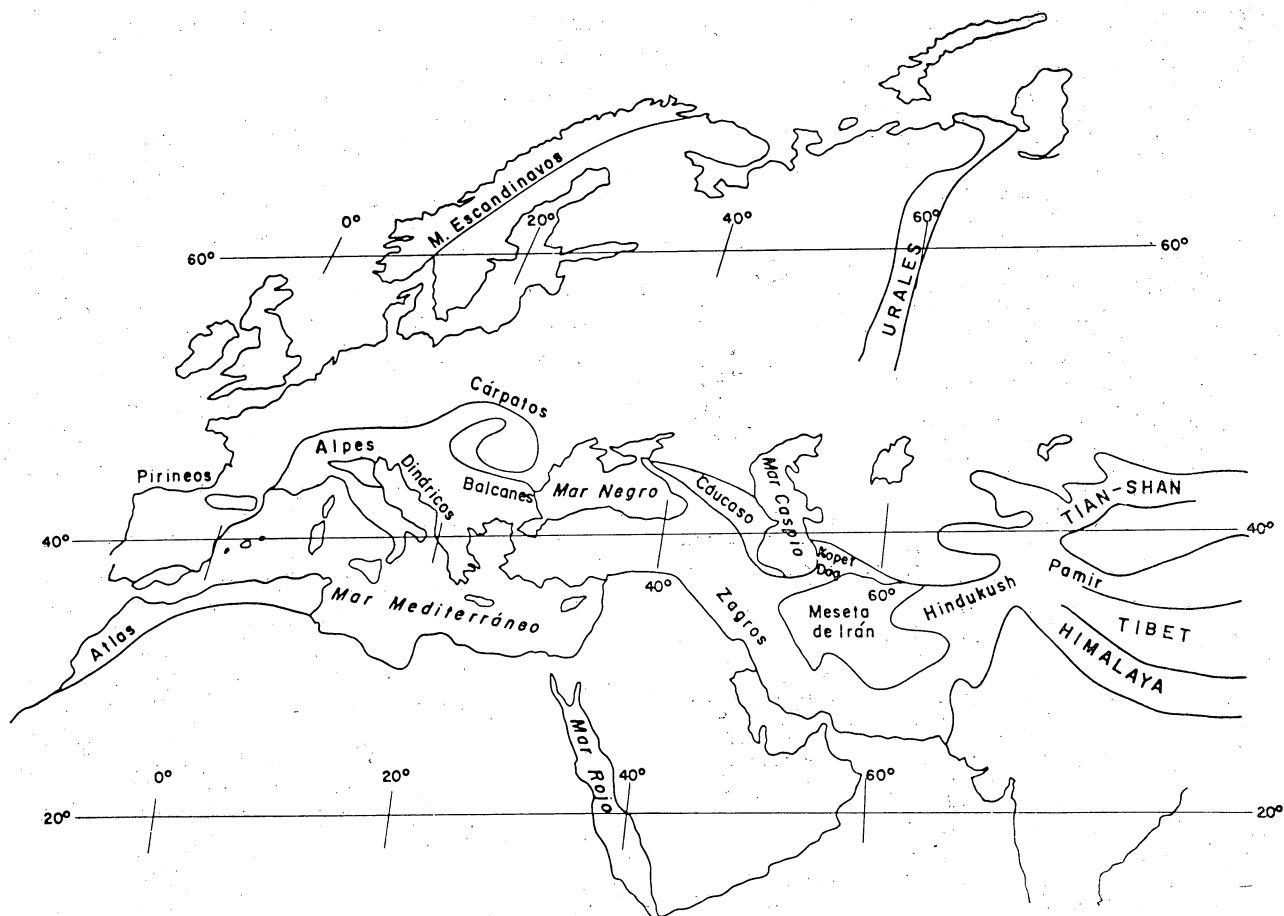 M. Escandinavos
0°
20°
40°
60°
60°
60°
URALES
Cárpatos
Alpes
Pirineos
Dináricos
Balcanes
Mar Negro
Cáucaso
Mar Caspio
TIAN-SHAN
40°
40°
Kopet
Dag
40°
60°
Pamir
Hindukush
Zagros
Meseta
de Irán
Mar Mediterráneo
Atlas
TIBET
HIMALAYA
Mar Rojo
0°
20°
40°
60°
20°
20°